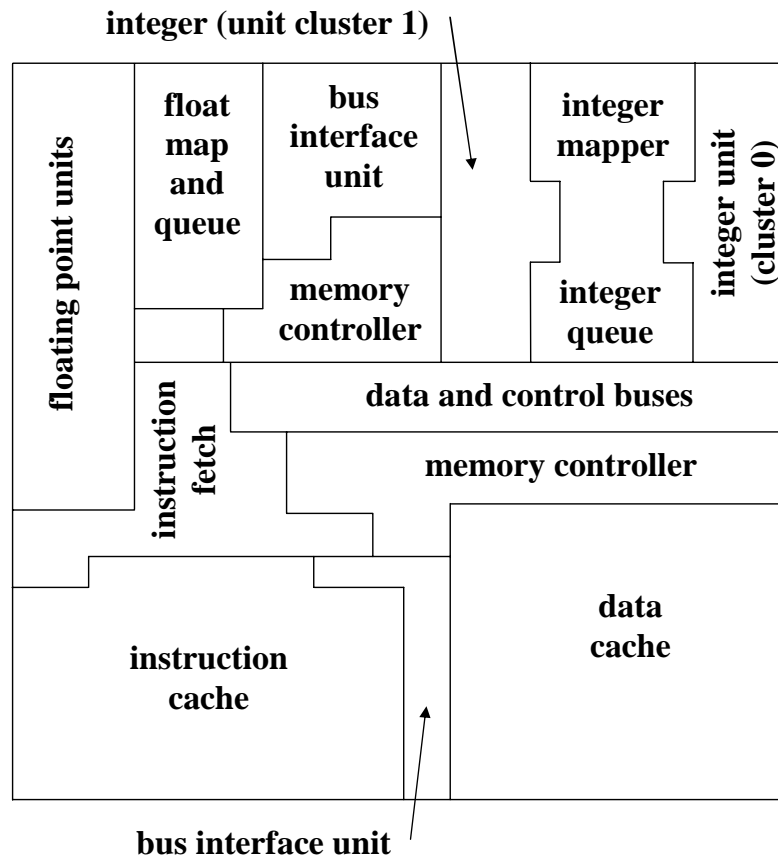 integer (unit cluster 1)
floating point units
float
map
and
queue
bus
interface
unit
integer
mapper
integer unit
(cluster 0)
memory
controller
integer
queue
instruction
fetch
data and control buses
memory controller
instruction
cache
data
cache
bus interface unit